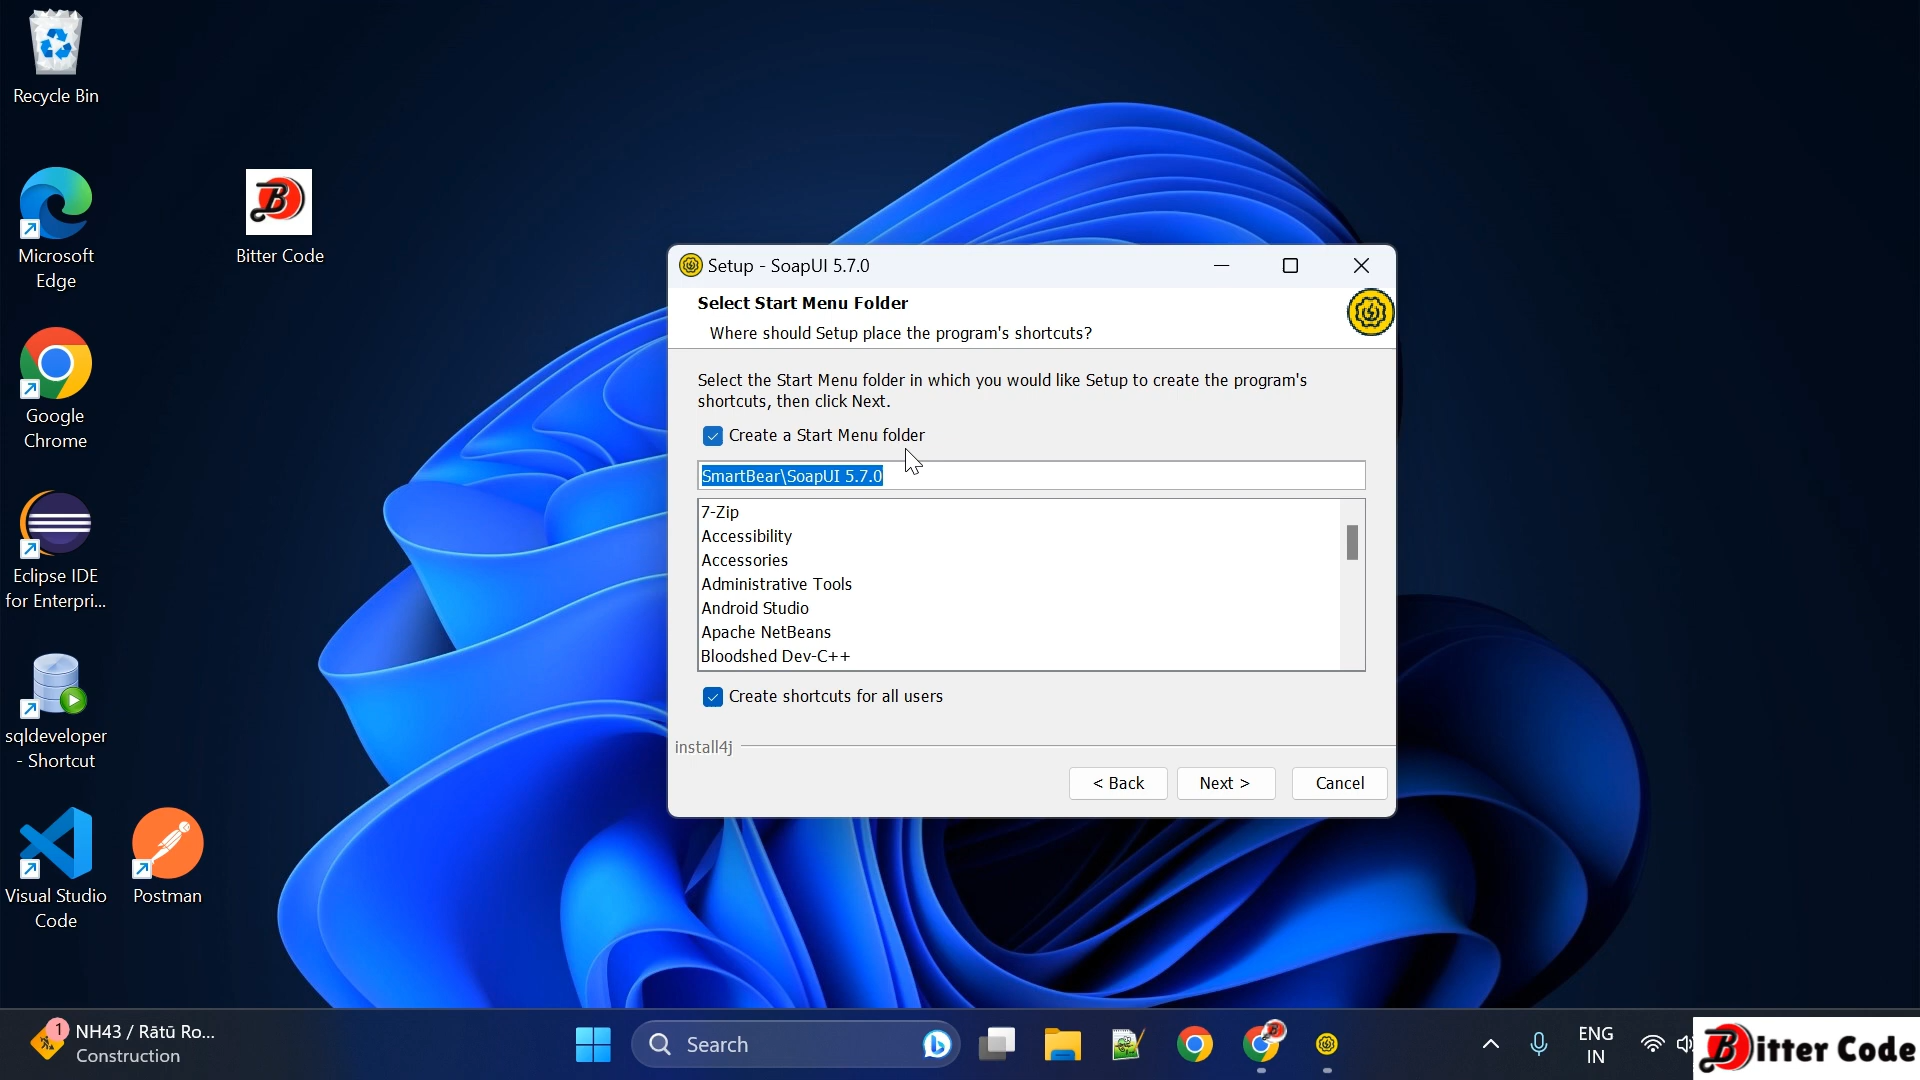 Recycle Bin
Microsoft
Edge
Bitter Code
Google
Chrome
Eclipse IDE
for Enterpri...
sqldeveloper
- Shortcut
Visual Studio
Code
Postman
Setup - SoapUI 5.7.0
Select Start Menu Folder
Where should Setup place the program's shortcuts?
Select the Start Menu folder in which you would like Setup to create the program's
shortcuts, then click Next.
Create a Start Menu folder
SmartBear\SoapUI 5.7.0
7-Zip
Accessibility
Accessories
Administrative Tools
Android Studio
Apache NetBeans
Bloodshed Dev-C++
Create shortcuts for all users
install4j
< Back
Next >
Cancel
1
NH43 / Rātū Ro...
Construction
Search
ENG
IN
Bitter Code